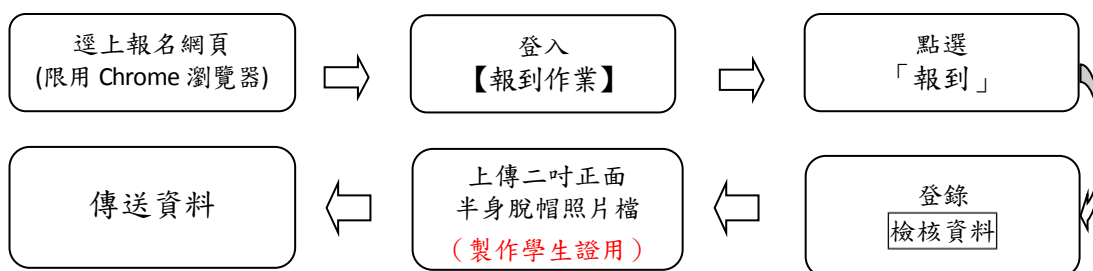 逕上報名網頁
(限用 Chrome 瀏覽器)
登入
【報到作業】
點選
「報到」
登錄
檢核資料
上傳二吋正面
半身脫帽照片檔
（製作學生證用）
傳送資料